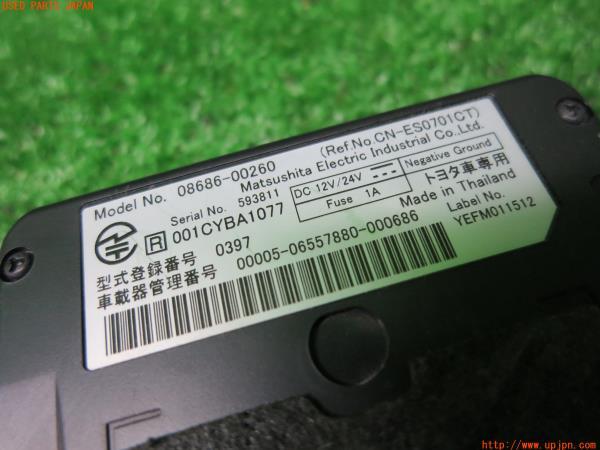 USED PARTS JAPAN
Model No. 08686-00260 (Ref.No.CN-ES0701CT)
Serial No. 593811 Matsushita Electric Industrial Co.,Ltd.
R 001CYBA1077 DC 12V/24V Negative Ground
Fuse 1A トヨタ車専用
型式登録番号 0397 Made in Thailand
車載器管理番号 00005-06557880-000686 Label No.
YEFM011512
© www.upjpn.com